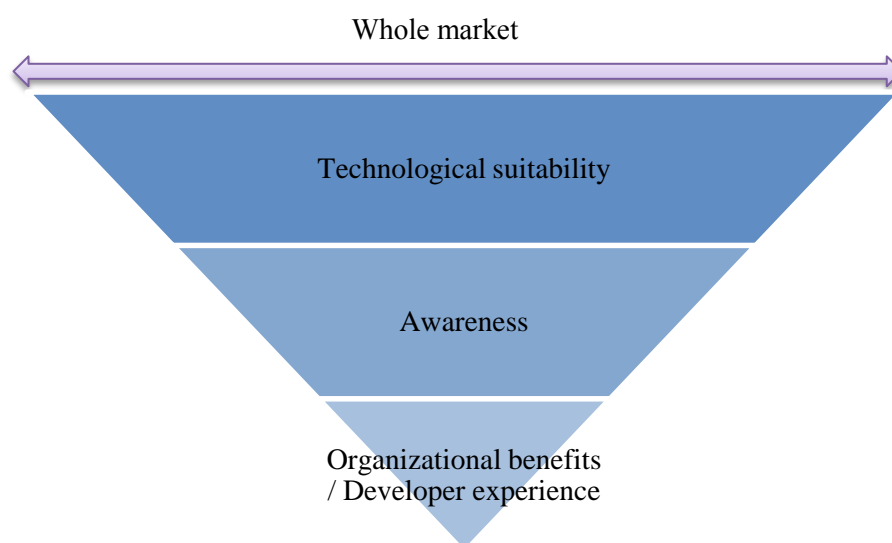 Whole market
Technological suitability
Awareness
Organizational benefits
/ Developer experience